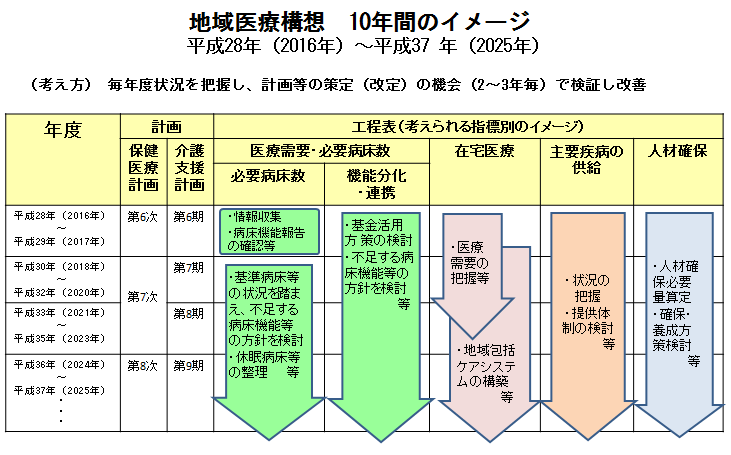 地域医療構想　10年間のイメージ
平成28年（2016年）～平成37 年（2025年）
（考え方）　毎年度状況を把握し、計画等の策定（改定）の機会（2～3年毎）で検証し改善
年度
計画
工程表（考えられる指標別のイメージ）
保健
医療
計画
介護
支援
計画
医療需要・必要病床数
在宅医療
主要疾病の
供給
人材確保
必要病床数
機能分化
・連携
平成28年（2016年）
～
平成29年（2017年）
第6次
第6期
平成30年（2018年）
～
平成32年（2020年）
第7次
第7期
平成33年（2021年）
～
平成35年（2023年）
第8期
平成36年（2024年）
～
平成37年（2025年）
・
・
・
第8次
第9期
・情報収集
・病床機能報告
の確認等
・基準病床等
の状況を踏ま
え、不足する
病床機能等
の方針を検討
・休眠病床等
の整理　等
・基金活用
方 策の検討
・不足する病
床機能等の
方針を検討
等
・医療
需要の
把握等
・地域包括
ケアシステ
ムの構築
等
・状況の
把握
・提供体
制の検討
等
・人材確
保必要
量算定
・確保・
養成方
策検討
等